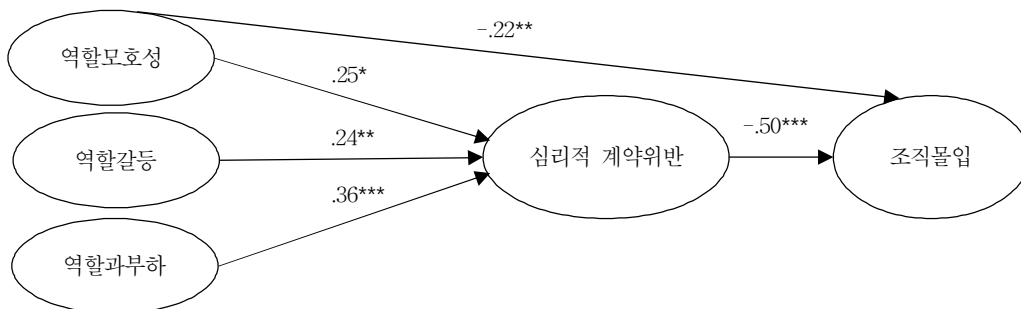 -.22**
역할모호성
.25*
-.50***
.24**
심리적 계약위반
조직몰입
역할갈등
.36***
역할과부하